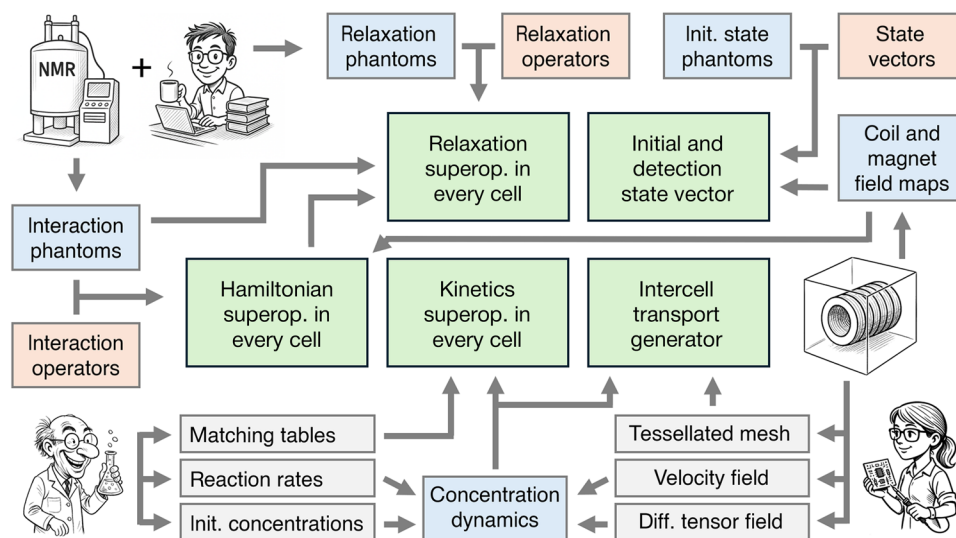 NMR
Relaxation
phantoms
Relaxation
operators
Init. state
phantoms
State
vectors
Relaxation
superop. in
every cell
Initial and
detection
state vector
Coil and
magnet
field maps
Interaction
phantoms
Hamiltonian
superop. in
every cell
Kinetics
superop. in
every cell
Intercell
transport
generator
Interaction
operators
Matching tables
Reaction rates
Init. concentrations
Concentration
dynamics
Tessellated mesh
Velocity field
Diff. tensor field